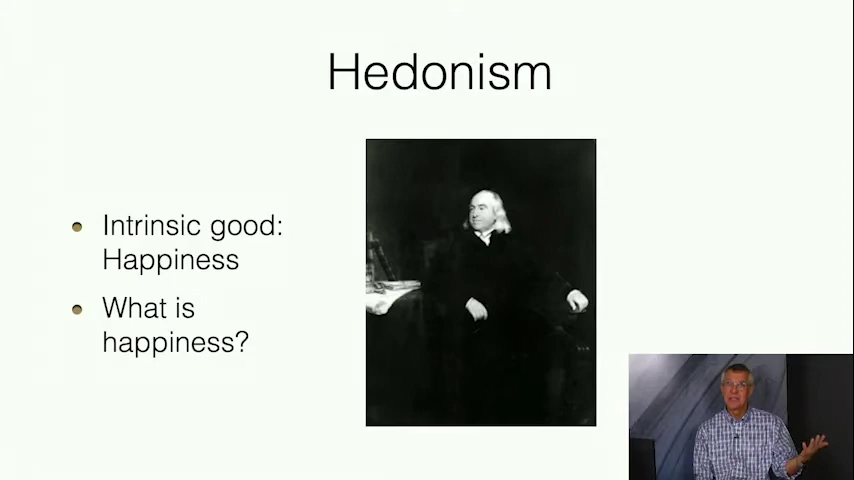 Hedonism
Intrinsic good:
Happiness
What is
happiness?